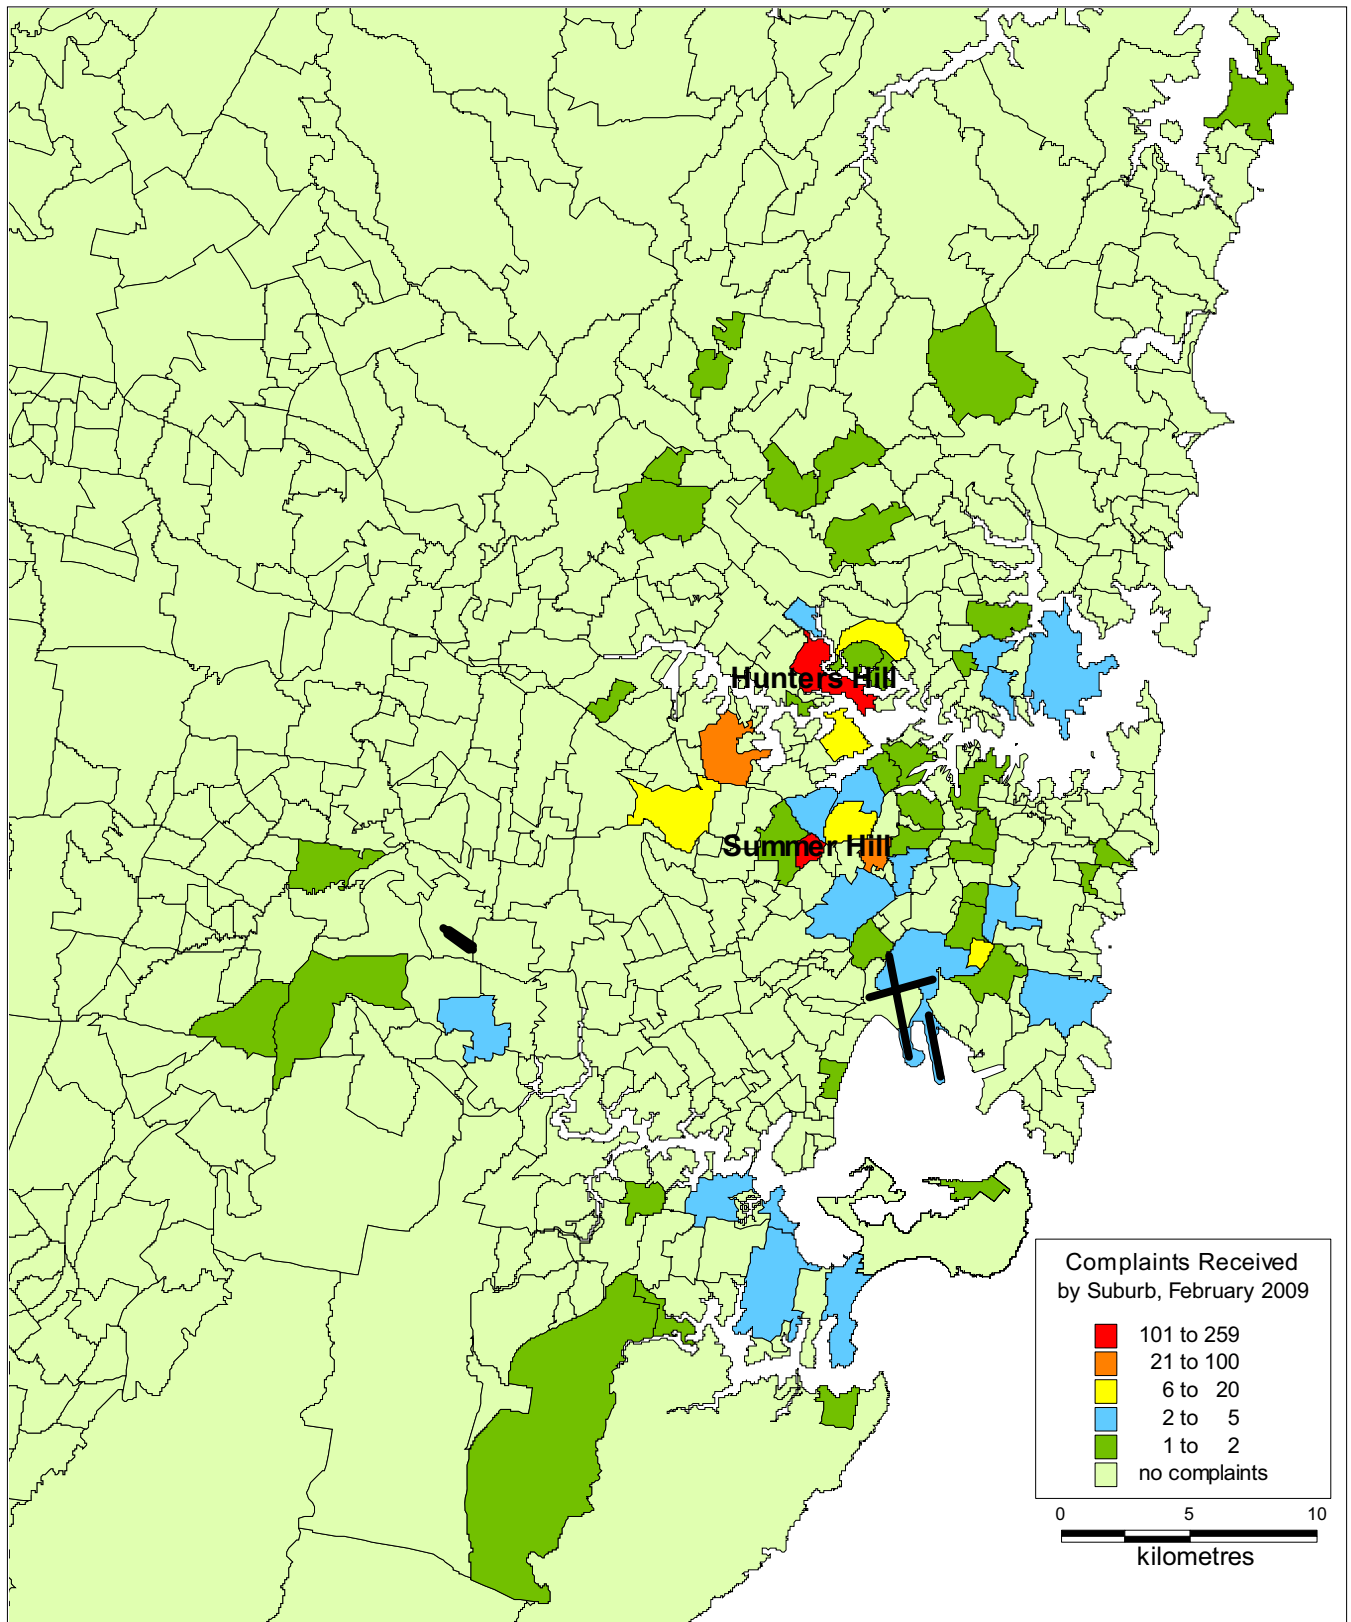 Hunters Hill
Summer Hill
Complaints Received
by Suburb, February 2009
101 to 259
21 to 100
6 to 20
2 to 5
1 to 2
no complaints
0 5 10
kilometres